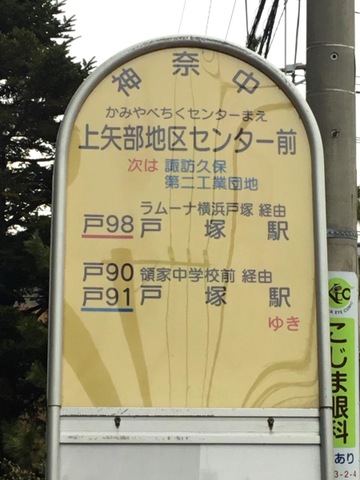 神奈中
かみやべちくセンターまえ
上矢部地区センター前
次は 諏訪久保
第二工業団地
ラムーナ横浜戸塚 経由
戸98 戸塚駅
戸90 領家中学校前 経由
戸91 戸塚駅
ゆき
こじま眼科
あり
3-2-4